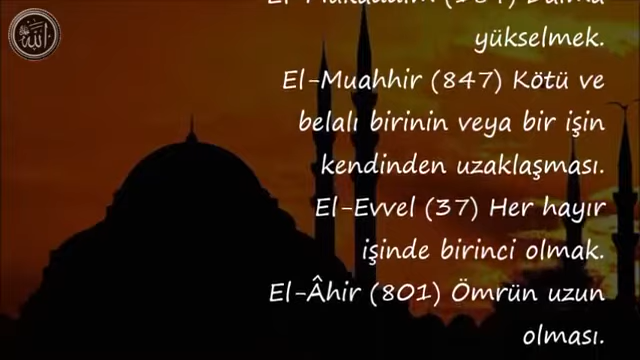 الله
yükselmek.
El-Muahhir (847) Kötü ve
belalı birinin veya bir işin
kendinden uzaklaşması.
El-Evvel (37) Her hayır
işinde birinci olmak.
El-Âhir (801) Ömrün uzun
olması.